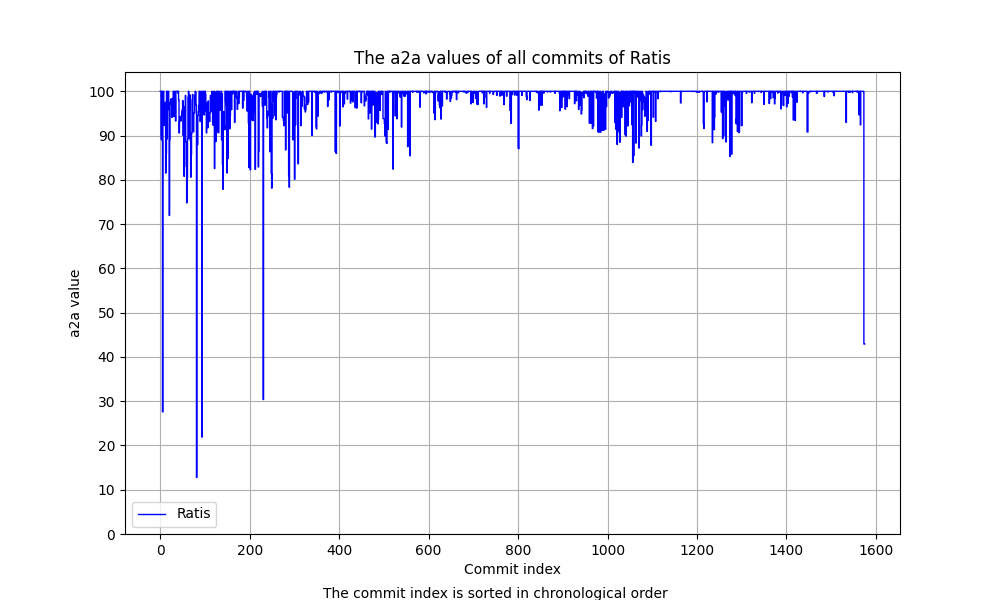 The a2a values of all commits of Ratis
100
90
80
70
60
50
40
30
20
10
0
a2a value
Ratis
0 200 400 600 800 1000 1200 1400 1600
Commit index
The commit index is sorted in chronological order